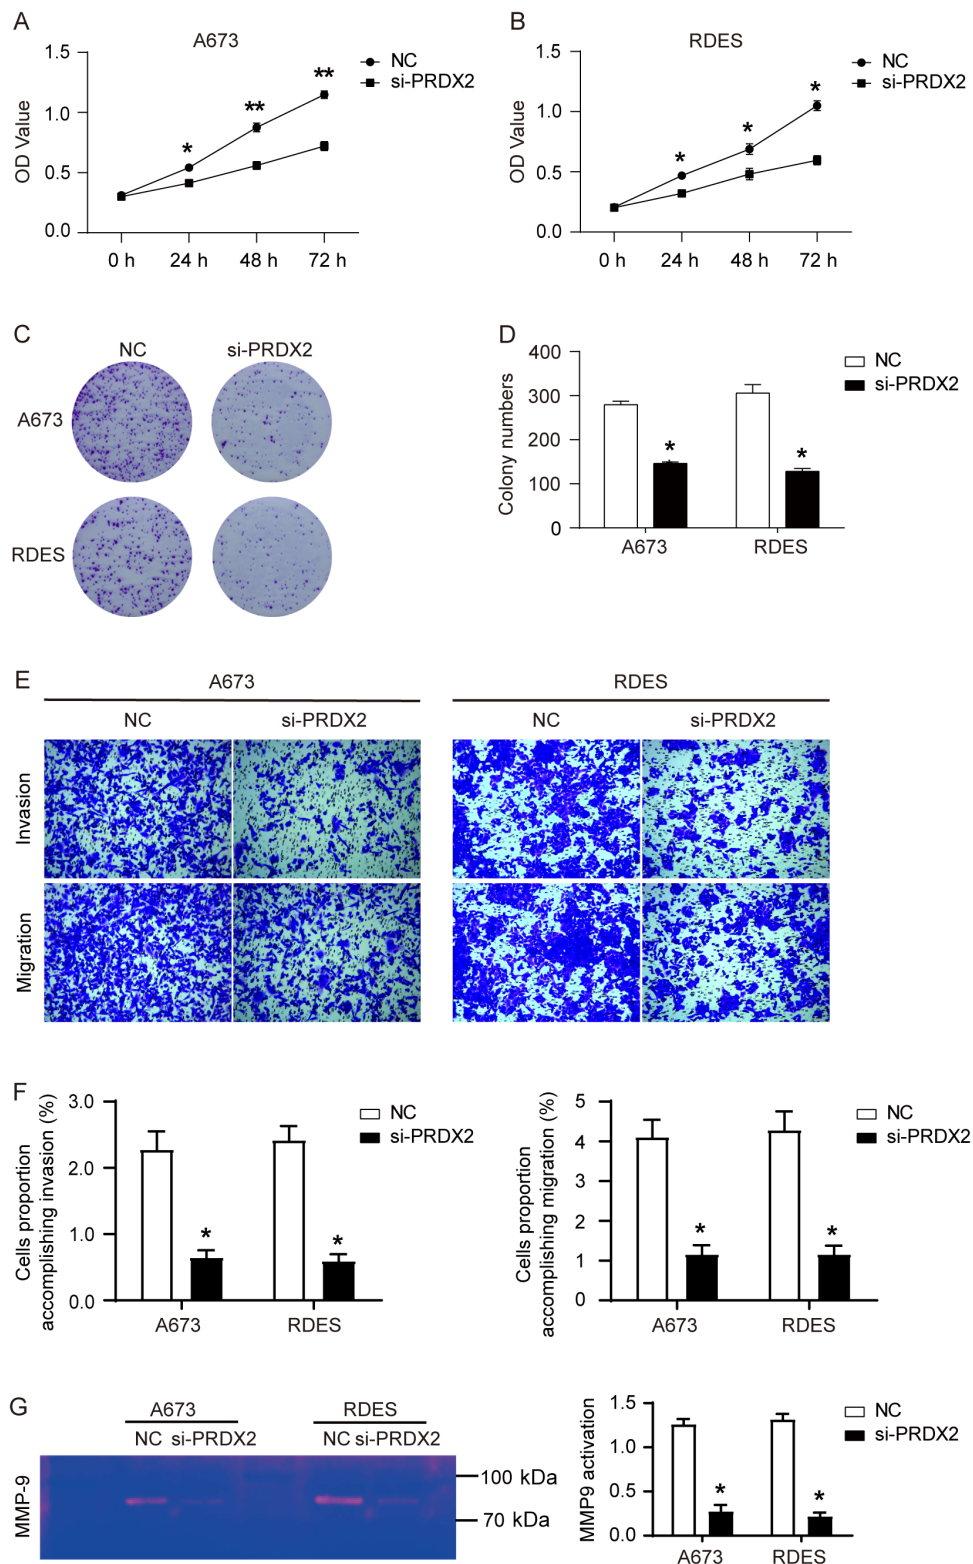 A
A673
1.5
1.0
0.5
0.0
OD Value
** 
**
*
NC
si-PRDX2
0 h 24 h 48 h 72 h
B
RDES
1.5
1.0
0.5
0.0
OD Value
*
*
*
NC
si-PRDX2
0 h 24 h 48 h 72 h
C
NC si-PRDX2
A673
RDES
D
400
300
200
100
0
Colony numbers
*
*
NC
si-PRDX2
A673 RDES
E
A673 RDES
NC si-PRDX2 NC si-PRDX2
Invasion
Migration
F
3.0
2.0
1.0
0.0
Cells proportion
accomplishing invasion (%)
*
*
NC
si-PRDX2
A673 RDES
5
4
3
2
1
0
Cells proportion
accomplishing migration (%)
*
*
NC
si-PRDX2
A673 RDES
G
A673 RDES
NC si-PRDX2 NC si-PRDX2
MMP-9
100 kDa
70 kDa
1.5
1.0
0.5
0.0
MMP9 activation
*
*
NC
si-PRDX2
A673 RDES